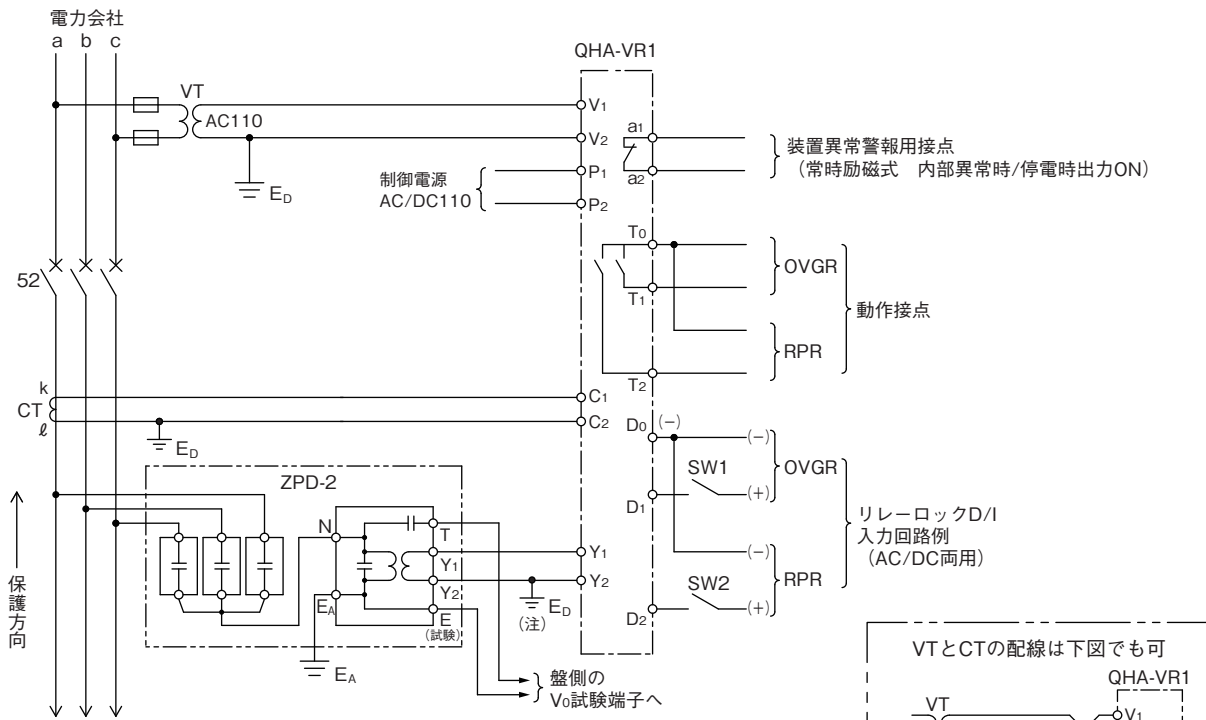 電力会社
a b c
QHA-VR1
VT
AC110
V1
V2
ED
制御電源
AC/DC110
P1
P2
a1
a2
装置異常警報用接点
（常時励磁式　内部異常時/停電時出力ON）
52
T0
T1
T2
OVGR
RPR
動作接点
k
CT
ℓ
ED
C1
C2
D0
(−)
(−)
SW1
OVGR
D1
(+)
リレーロックD/I
入力回路例
（AC/DC両用）
(−)
RPR
SW2
D2
(+)
ZPD-2
N
T
Y1
Y2
EA
E
(試験)
Y1
Y2
ED
(注)
EA
盤側の
V0試験端子へ
保護方向
VTとCTの配線は下図でも可
QHA-VR1
VT
V1